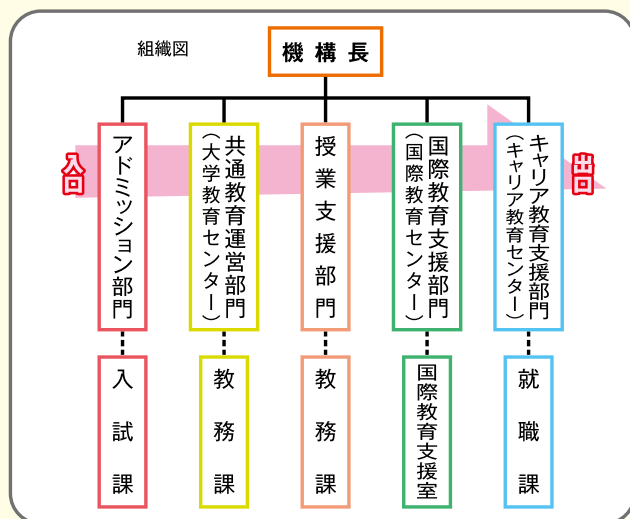 組織図
機構長
入口
アドミッション部門
共通教育運営部門
(大学教育センター)
授業支援部門
国際教育支援部門
(国際教育センター)
キャリア教育支援部門
(キャリア教育センター)
出口
入試課
教務課
教務課
国際教育支援室
就職課